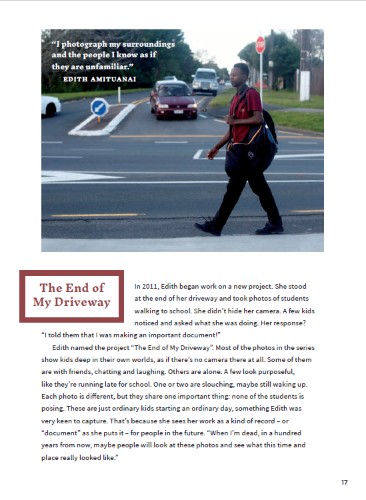 “I photograph my surroundings
and the people I know as if
they are unfamiliar.”
EDITH AMITUANAI
The End of
My Driveway
In 2011, Edith began work on a new project. She stood
at the end of her driveway and took photos of students
walking to school. She didn’t hide her camera. A few kids
noticed and asked what she was doing. Her response?
“I told them that I was making an important document!”
Edith named the project “The End of My Driveway”. Most of the photos in the series
show kids deep in their own worlds, as if there’s no camera there at all. Some of them
are with friends, chatting and laughing. Others are alone. A few look purposeful,
like they’re running late for school. One or two are slouching, maybe still waking up.
Each photo is different, but they share one important thing: none of the students is
posing. These are just ordinary kids starting an ordinary day, something Edith was
very keen to capture. That’s because she sees her work as a kind of record – or
“document” as she puts it – for people in the future. “When I’m dead, in a hundred
years from now, maybe people will look at these photos and see what this time and
place really looked like.”
17